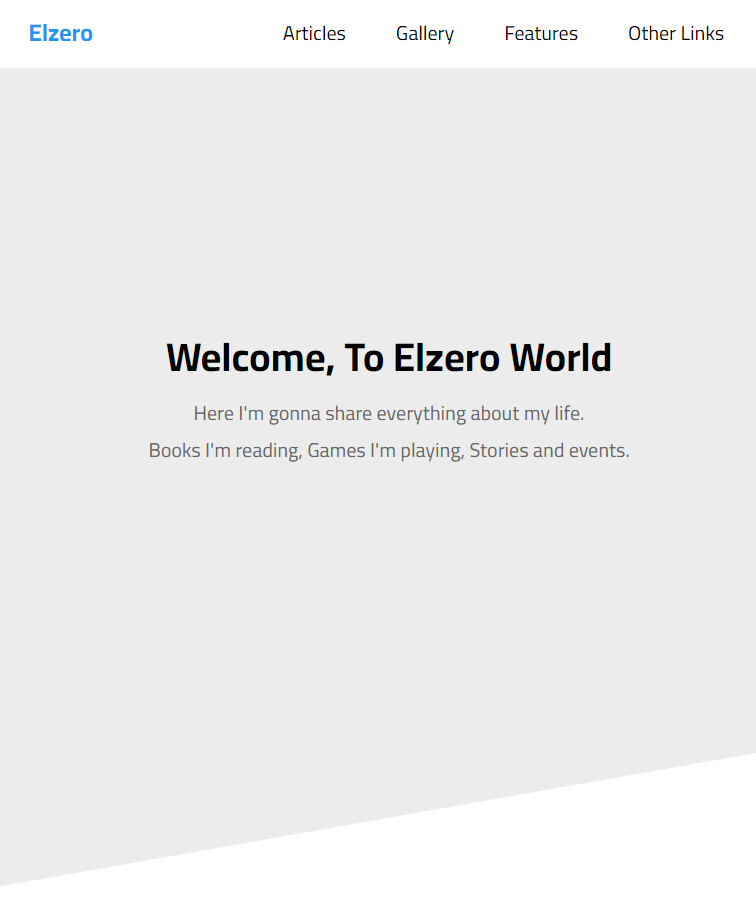 Elzero
Articles
Gallery
Features
Other Links
Welcome, To Elzero World
Here I'm gonna share everything about my life.
Books I'm reading, Games I'm playing, Stories and events.